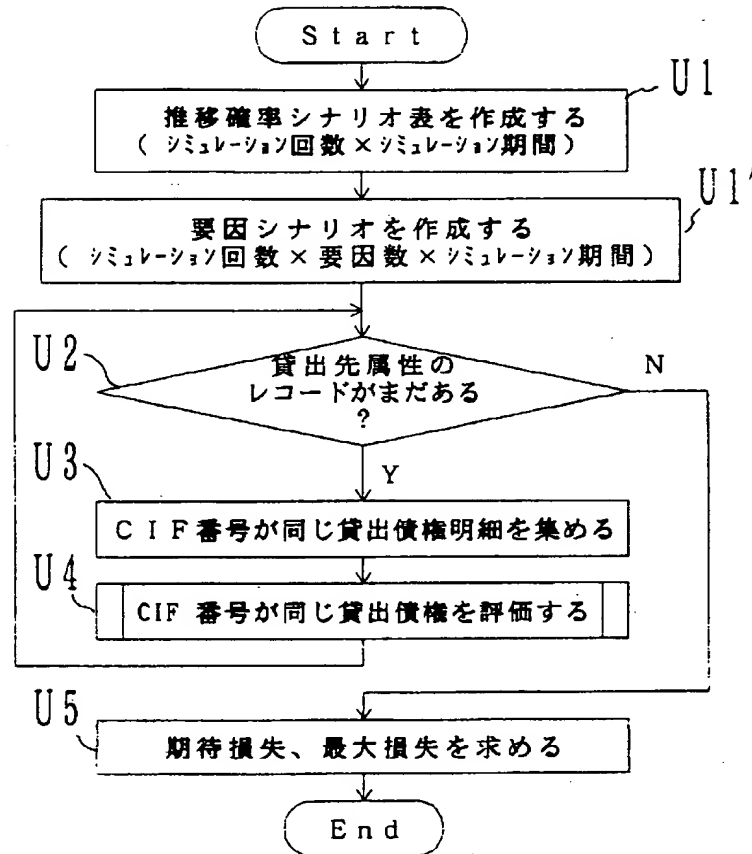 Start
U1
推移確率シナリオ表を作成する
( シミュレーション回数×シミュレーション期間 )
U1'
要因シナリオを作成する
( シミュレーション回数×要因数×シミュレーション期間 )
U2
貸出先属性の
レコードがまだある
?
N
Y
U3
CIF番号が同じ貸出債権明細を集める
U4
CIF 番号が同じ貸出債権を評価する
U5
期待損失、最大損失を求める
End